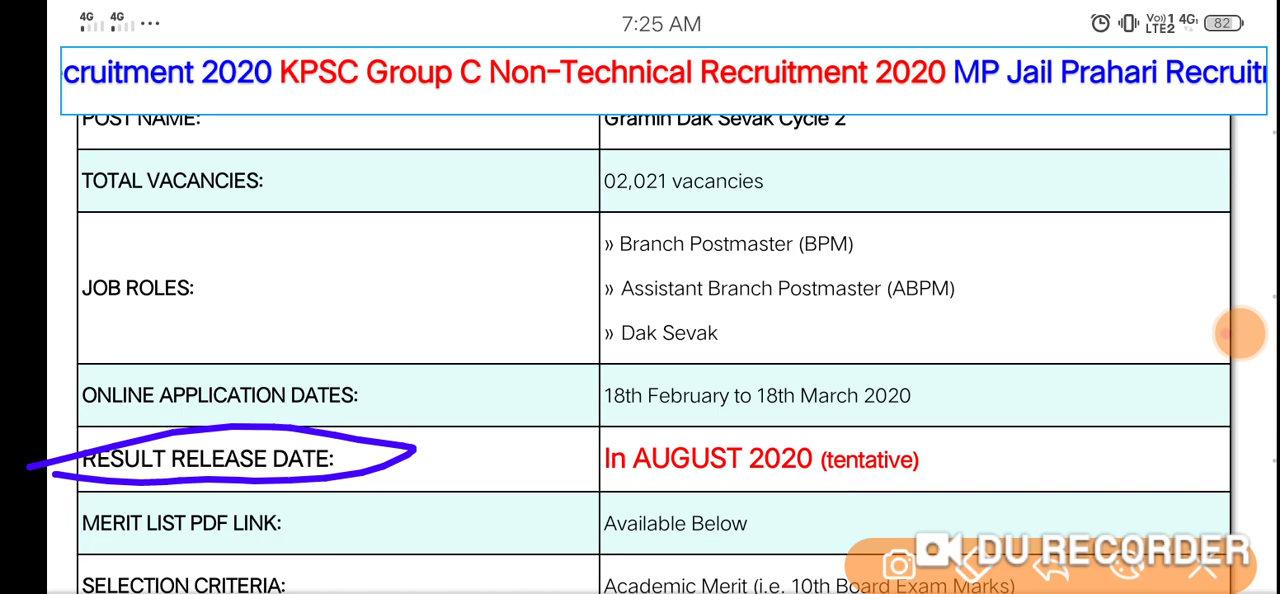 4G 4G ... 7:25 AM Vo)) 1 LTE2 4G 82
cruitment 2020 KPSC Group C Non-Technical Recruitment 2020 MP Jail Prahari Recruit
POST NAME: Gramin Dak Sevak Cycle 2
TOTAL VACANCIES: 02,021 vacancies
» Branch Postmaster (BPM)
JOB ROLES: » Assistant Branch Postmaster (ABPM)
» Dak Sevak
ONLINE APPLICATION DATES: 18th February to 18th March 2020
RESULT RELEASE DATE: In AUGUST 2020 (tentative)
MERIT LIST PDF LINK: Available Below
DU RECORDER
SELECTION CRITERIA: Academic Merit (i.e. 10th Board Exam Marks)